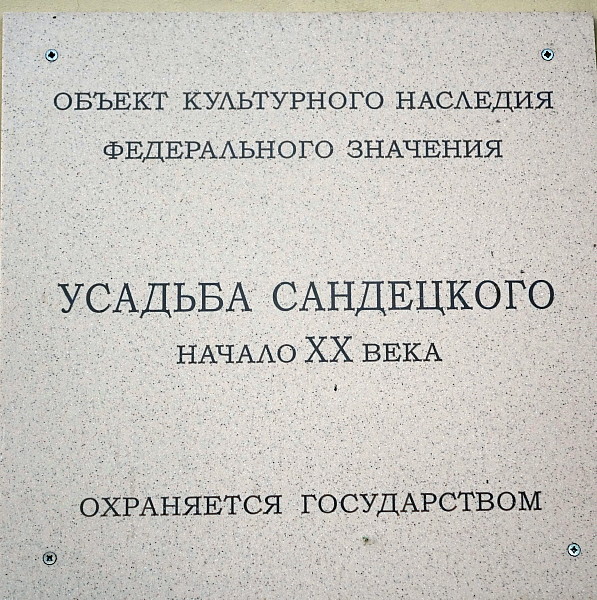 ОБЪЕКТ КУЛЬТУРНОГО НАСЛЕДИЯ
ФЕДЕРАЛЬНОГО ЗНАЧЕНИЯ
УСАДЬБА САНДЕЦКОГО
НАЧАЛО XX ВЕКА
ОХРАНЯЕТСЯ ГОСУДАРСТВОМ